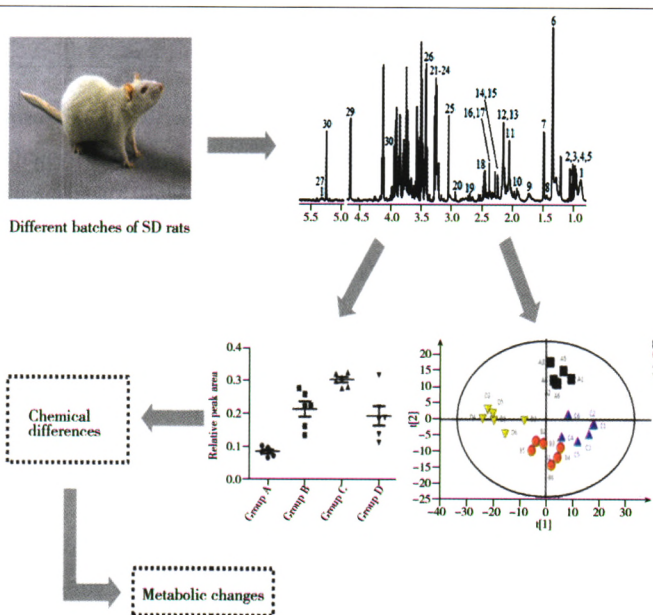 Different batches of SD rats
6
26
21-24
14,15
16,17
12,13
11
25
7
29
30
30
27
18
20
19
10
9
8
2,3,4,5
1
5.5 5.0 4.5 4.0 3.5 3.0 2.5 2.0 1.5 1.0
Relative peak area
0.4
0.3
0.2
0.1
0.0
Group A
Group B
Group C
Group D
t[2]
20
15
10
5
0
-5
-10
-15
-20
-25
-40 -30 -20 -10 0 10 20 30 40
t[1]
Chemical
differences
Metabolic changes